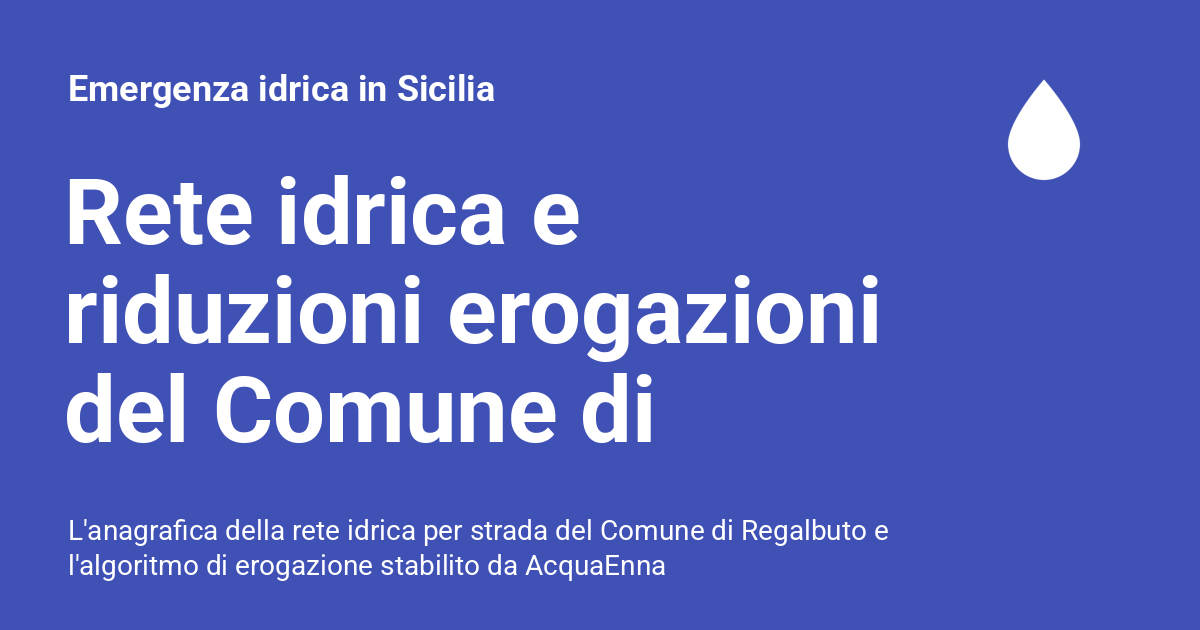 Emergenza idrica in Sicilia
Rete idrica e
riduzioni erogazioni
del Comune di
L'anagrafica della rete idrica per strada del Comune di Regalbuto e
l'algoritmo di erogazione stabilito da AcquaEnna